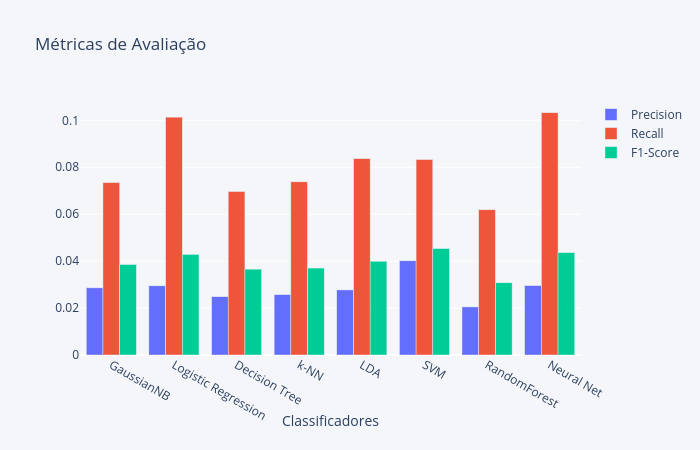 Métricas de Avaliação
Precision
Recall
F1-Score
0.1
0.08
0.06
0.04
0.02
0
GaussianNB
Logistic Regression
Decision Tree
k-NN
LDA
SVM
RandomForest
Neural Net
Classificadores